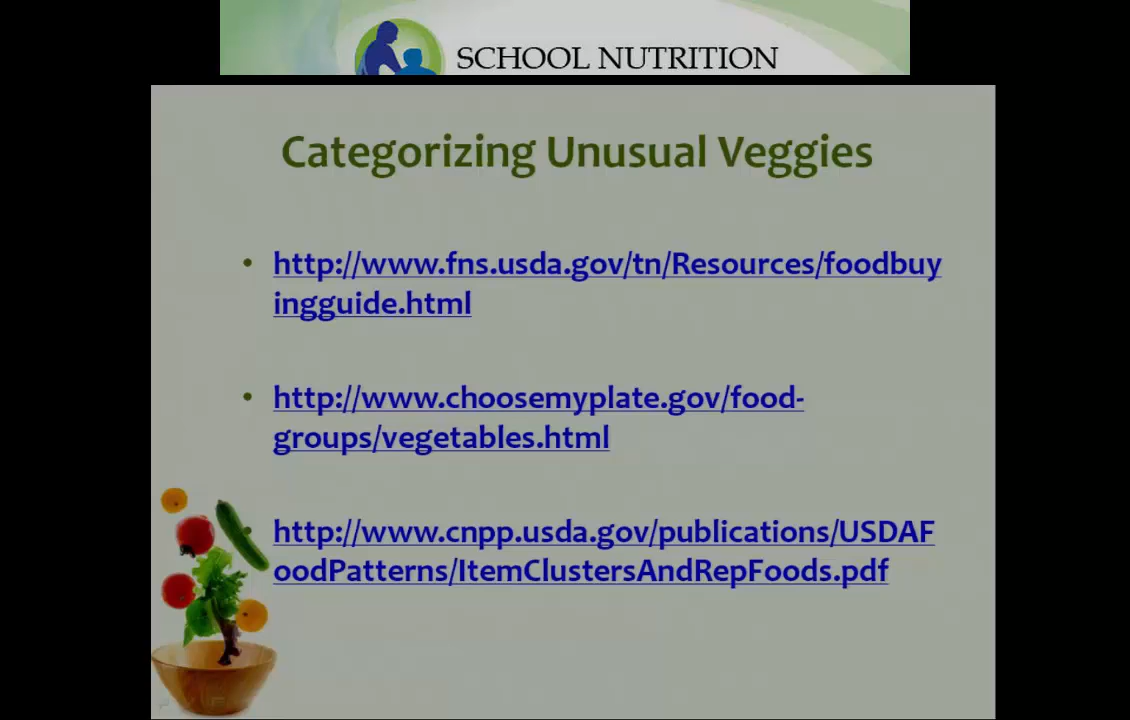 SCHOOL NUTRITION
Categorizing Unusual Veggies
• http://www.fns.usda.gov/tn/Resources/foodbuy
ingguide.html
• http://www.choosemyplate.gov/food-
groups/vegetables.html
• http://www.cnpp.usda.gov/publications/USDAF
oodPatterns/ItemClustersAndRepFoods.pdf